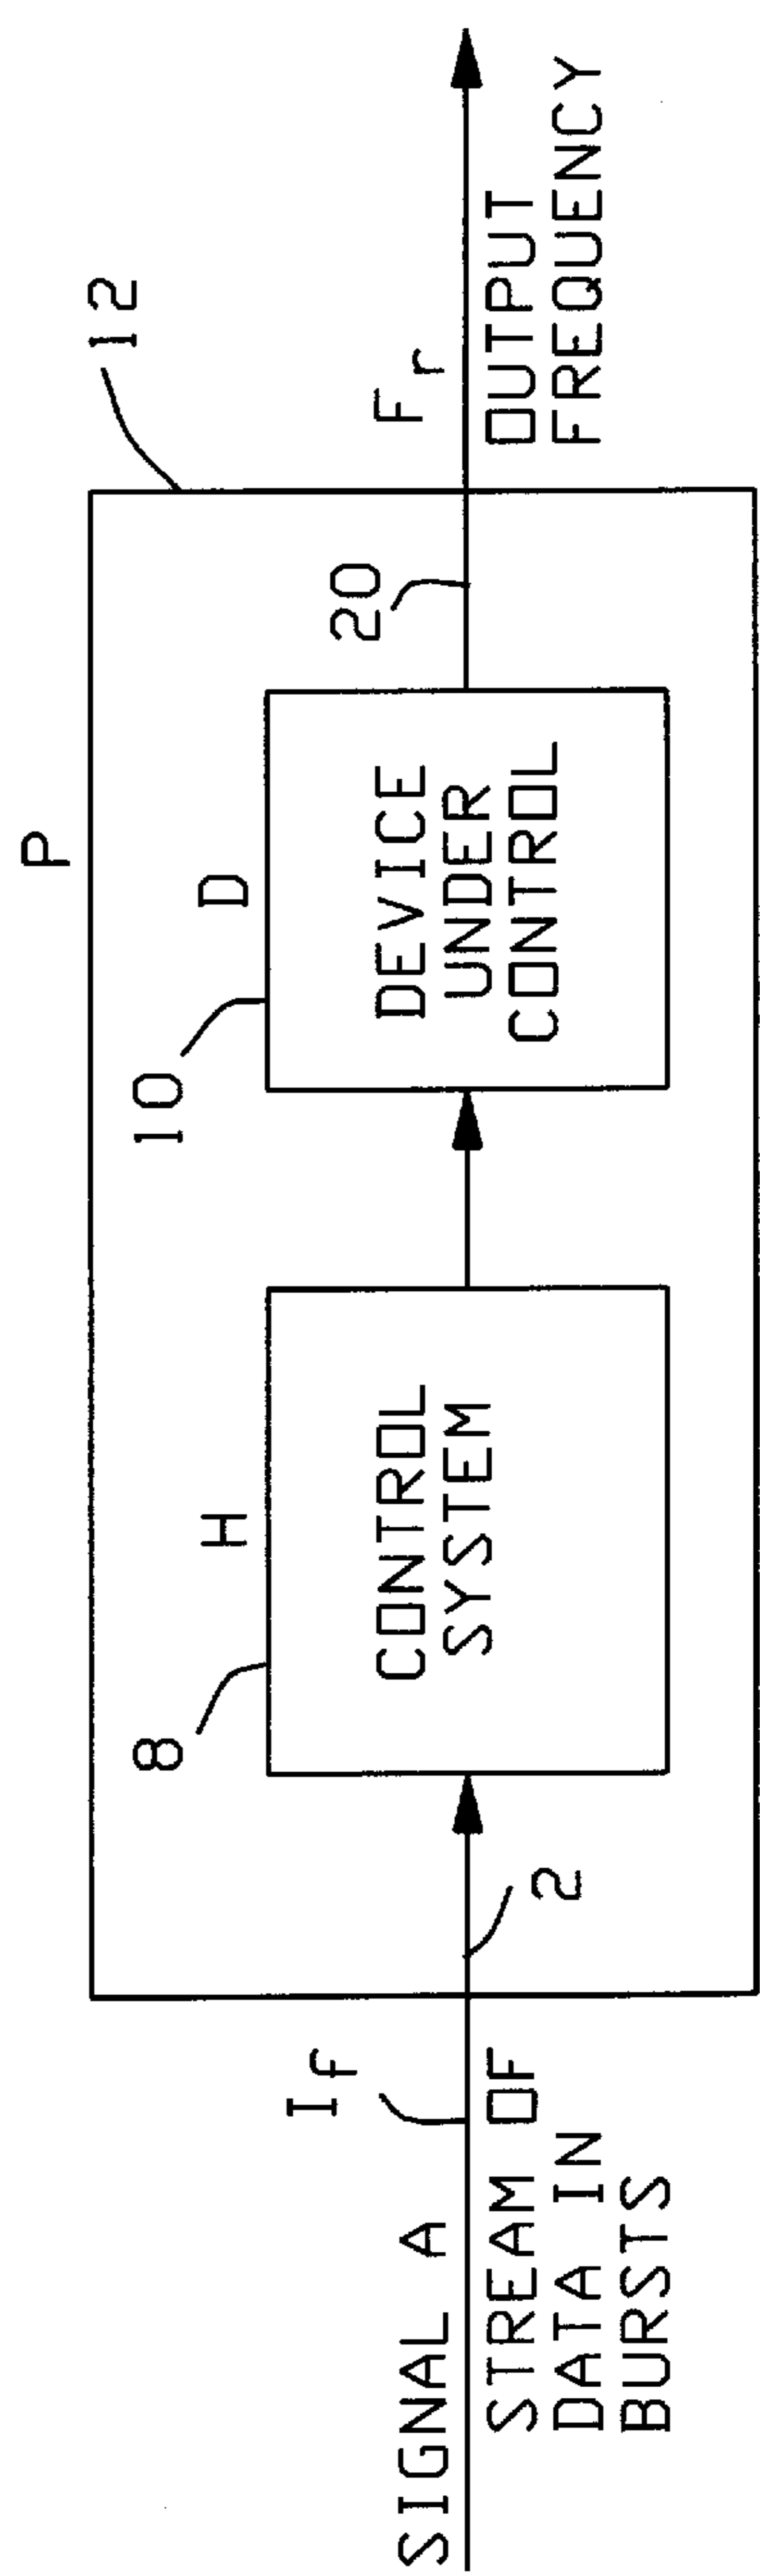 P
12
H
8
CONTROL
SYSTEM
D
10
DEVICE
UNDER
CONTROL
20
SIGNAL A
If
STREAM OF
DATA IN
BURSTS
2
Fr
OUTPUT
FREQUENCY